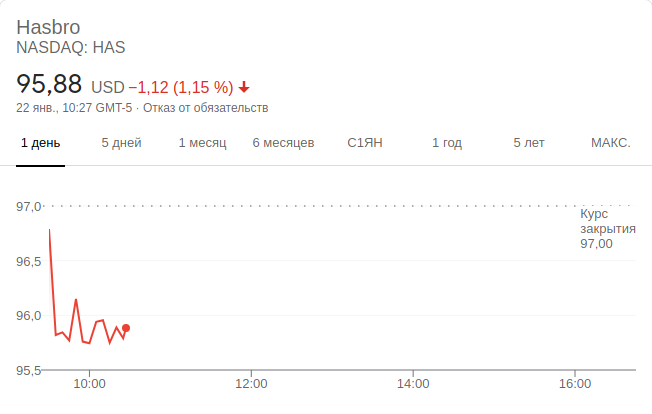 Hasbro
NASDAQ: HAS
95,88 USD −1,12 (1,15 %)
22 янв., 10:27 GMT-5 · Отказ от обязательств
1 день 5 дней 1 месяц 6 месяцев С1ЯН 1 год 5 лет МАКС.
97,0
Курс
закрытия
97,00
96,5
96,0
95,5
10:00 12:00 14:00 16:00